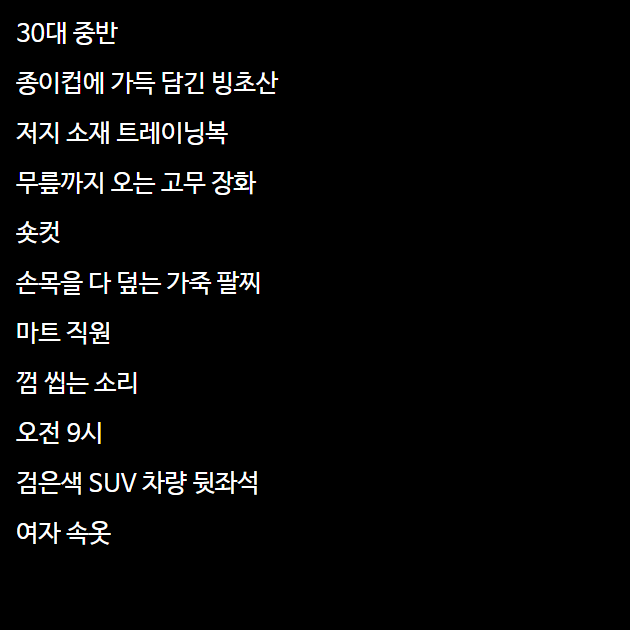 30대 중반
종이컵에 가득 담긴 빙초산
저지 소재 트레이닝복
무릎까지 오는 고무 장화
숏컷
손목을 다 덮는 가죽 팔찌
마트 직원
껌 씹는 소리
오전 9시
검은색 SUV 차량 뒷좌석
여자 속옷